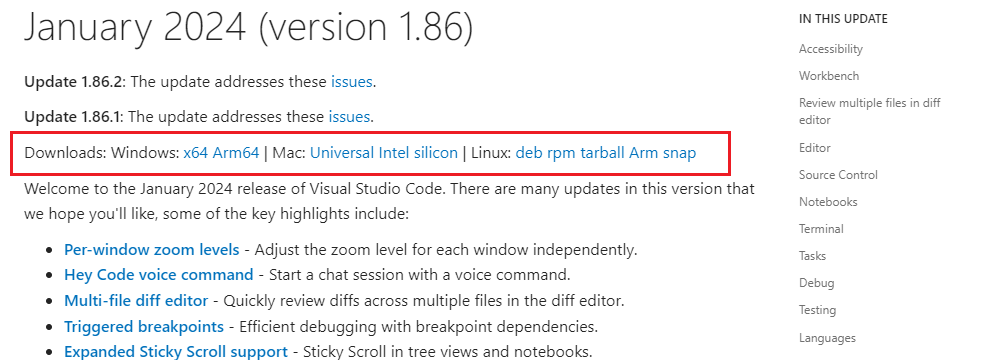 January 2024 (version 1.86)
Update 1.86.2: The update addresses these issues.
Update 1.86.1: The update addresses these issues.
Downloads: Windows: x64 Arm64 | Mac: Universal Intel silicon | Linux: deb rpm tarball Arm snap
Welcome to the January 2024 release of Visual Studio Code. There are many updates in this version that
we hope you'll like, some of the key highlights include:
• Per-window zoom levels - Adjust the zoom level for each window independently.
• Hey Code voice command - Start a chat session with a voice command.
• Multi-file diff editor - Quickly review diffs across multiple files in the diff editor.
• Triggered breakpoints - Efficient debugging with breakpoint dependencies.
• Expanded Sticky Scroll support - Sticky Scroll in tree views and notebooks.
IN THIS UPDATE
Accessibility
Workbench
Review multiple files in diff
editor
Editor
Source Control
Notebooks
Terminal
Tasks
Debug
Testing
Languages